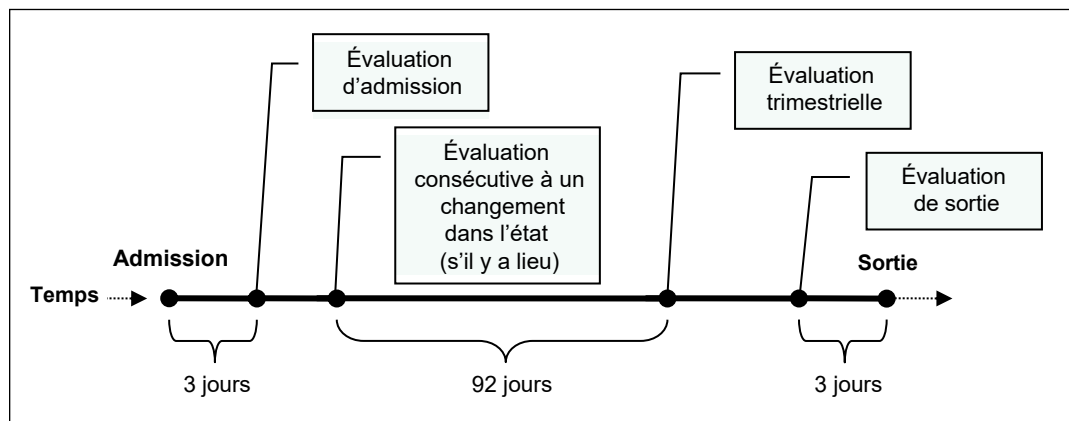 Évaluation
d’admission
Évaluation
trimestrielle
Évaluation
consécutive à un
changement
dans l’état
(s’il y a lieu)
Évaluation
de sortie
Admission
Sortie
Temps
3 jours
92 jours
3 jours